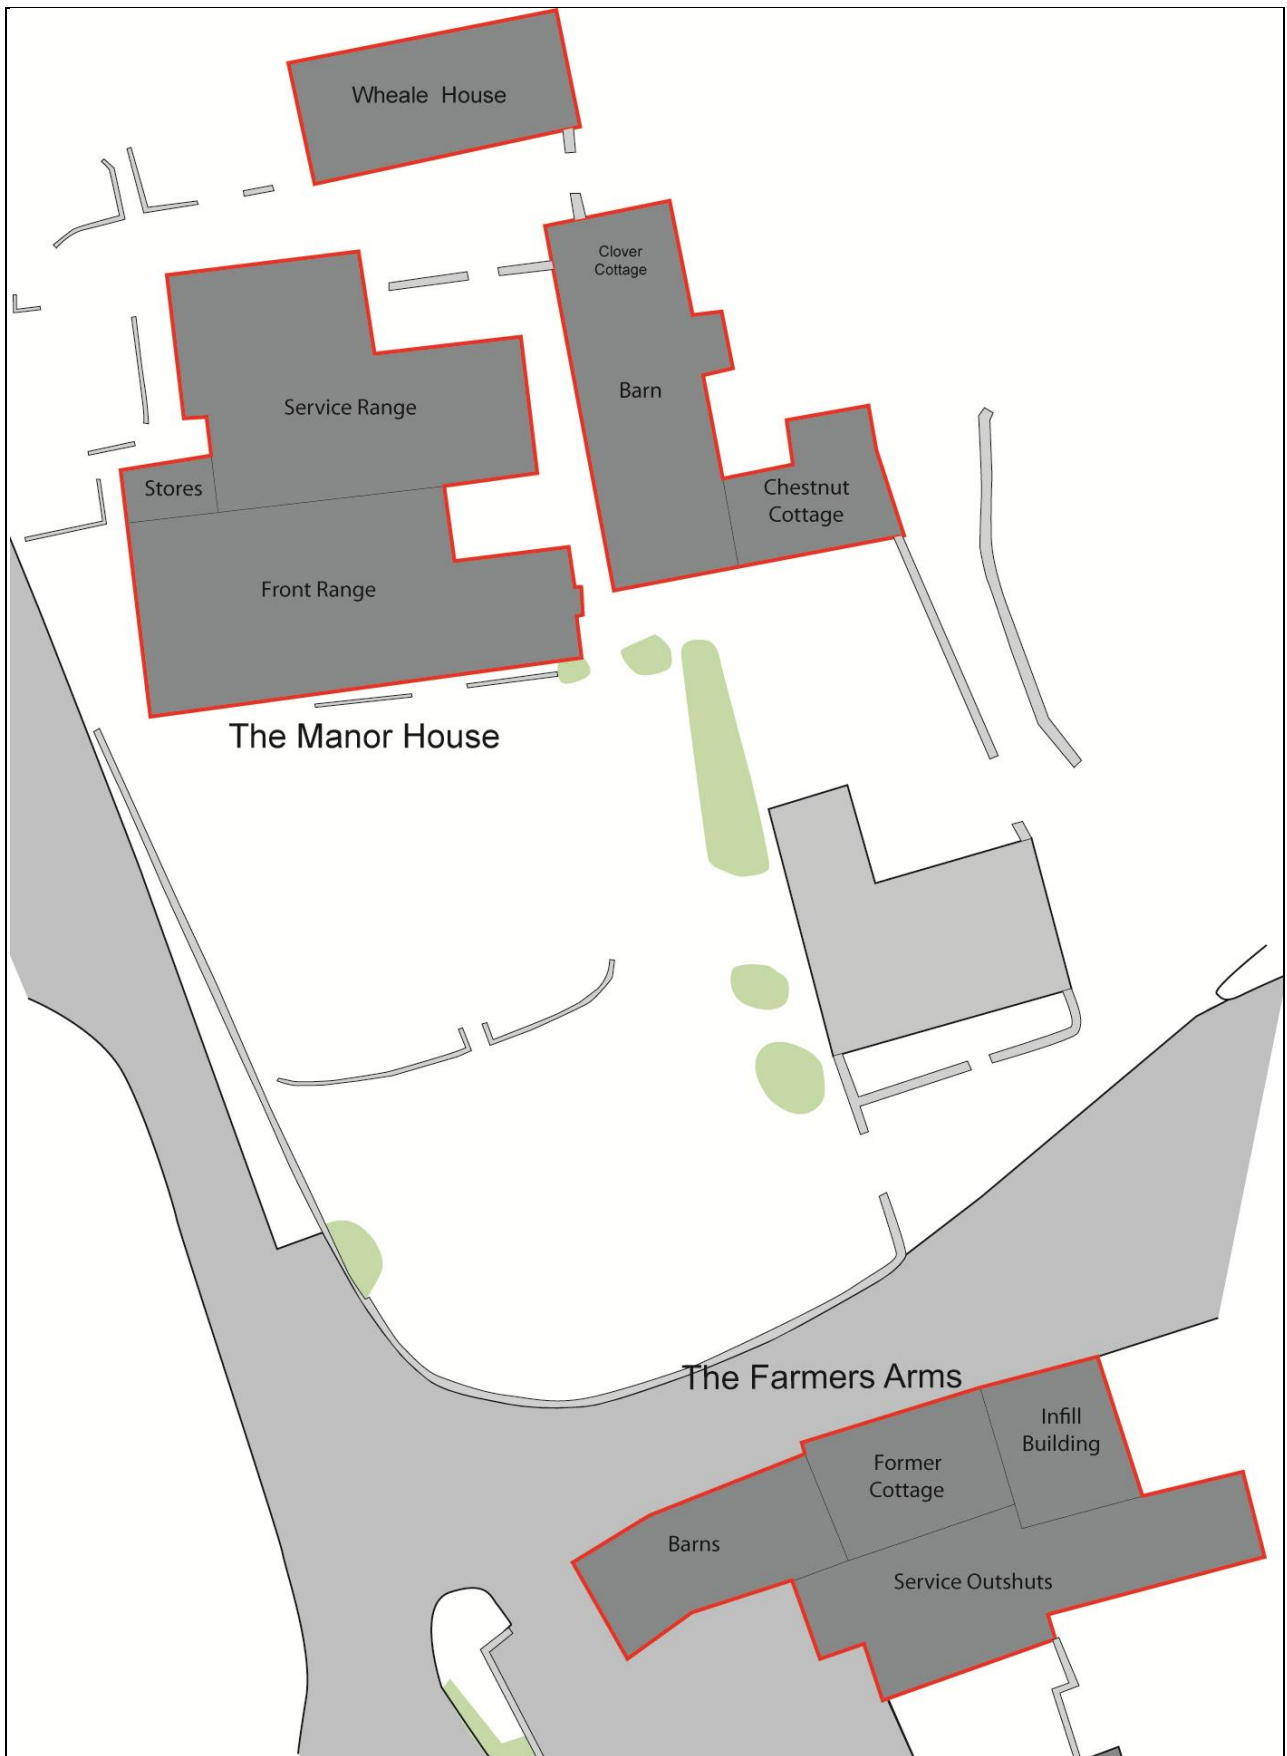 Wheale House
Clover
Cottage
Barn
Service Range
Stores
Chestnut
Cottage
Front Range
The Manor House
The Farmers Arms
Infill
Building
Former
Cottage
Barns
Service Outshuts